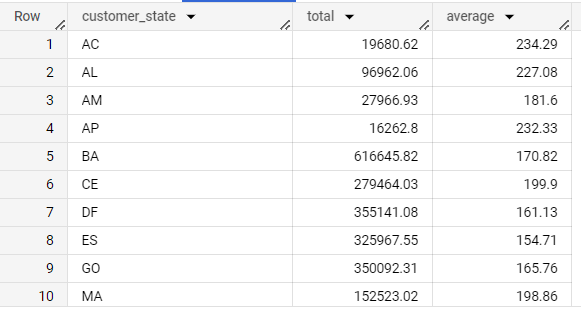 Row customer_state total average
1 AC 19680.62 234.29
2 AL 96962.06 227.08
3 AM 27966.93 181.6
4 AP 16262.8 232.33
5 BA 616645.82 170.82
6 CE 279464.03 199.9
7 DF 355141.08 161.13
8 ES 325967.55 154.71
9 GO 350092.31 165.76
10 MA 152523.02 198.86